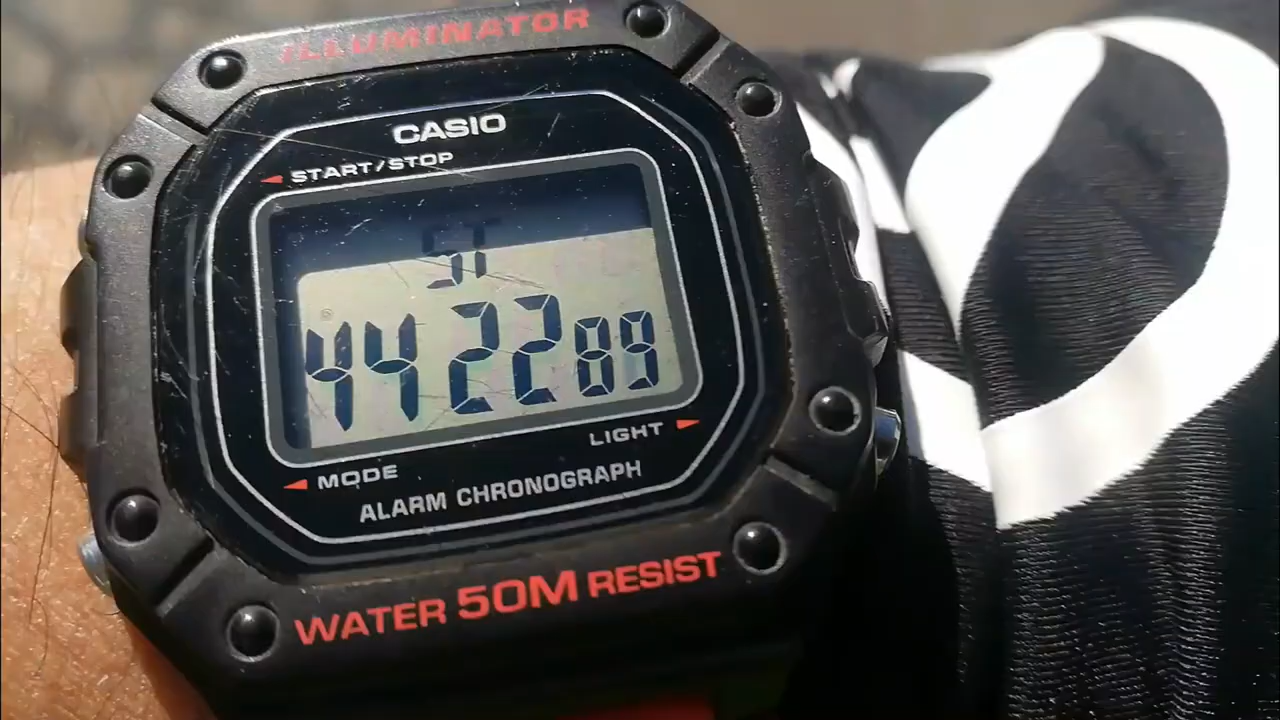 ILLUMINATOR
CASIO
START/STOP
ST
44 22 89
LIGHT
MODE
ALARM CHRONOGRAPH
WATER 50M RESIST